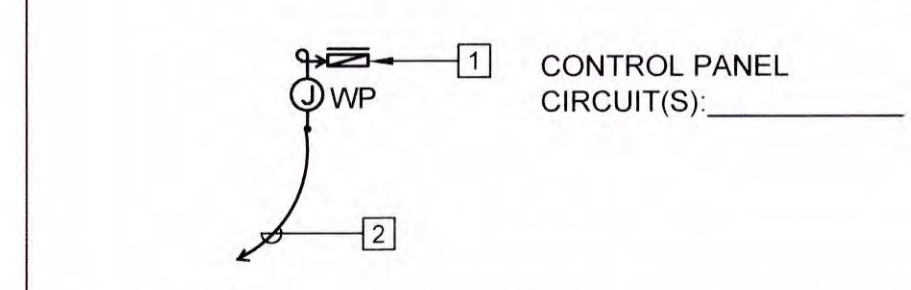 1
CONTROL PANEL
CIRCUIT(S):
J WP
2